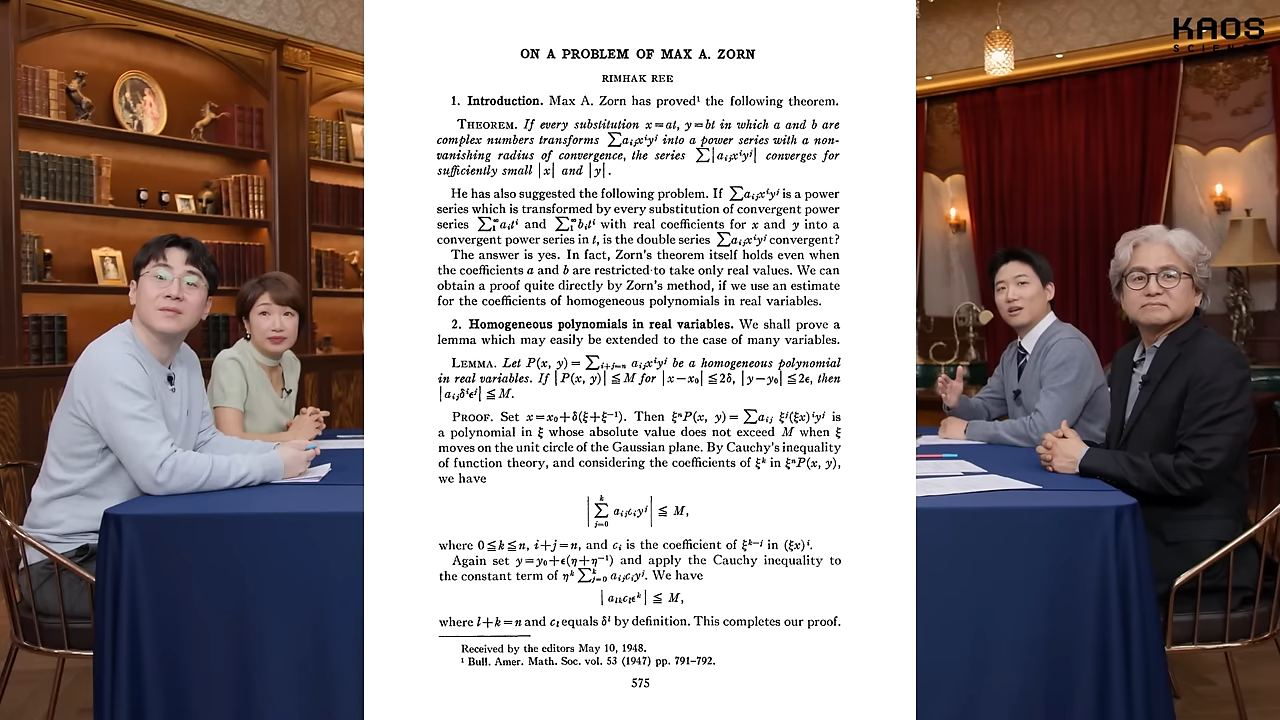 KAOS
ON A PROBLEM OF MAX A. ZORN
RIMHAK REE
1. Introduction. Max A. Zorn has proved¹ the following theorem.
THEOREM. If every substitution x=at, y=bt in which a and b are
complex numbers transforms ∑aᵢⱼxⁱyʲ into a power series with a non-
vanishing radius of convergence, the series ∑|aᵢⱼxⁱyʲ| converges for
sufficiently small |x| and |y|.
He has also suggested the following problem. If ∑aᵢⱼxⁱyʲ is a power
series which is transformed by every substitution of convergent power
series ∑₁^∞aᵢtⁱ and ∑₁^∞bᵢtⁱ with real coefficients for x and y into a
convergent power series in t, is the double series ∑aᵢⱼxⁱyʲ convergent?
The answer is yes. In fact, Zorn's theorem itself holds even when
the coefficients a and b are restricted to take only real values. We can
obtain a proof quite directly by Zorn's method, if we use an estimate
for the coefficients of homogeneous polynomials in real variables.
2. Homogeneous polynomials in real variables. We shall prove a
lemma which may easily be extended to the case of many variables.
LEMMA. Let P(x, y) = ∑ᵢ₊ⱼ₌ₙ aᵢⱼxⁱyʲ be a homogeneous polynomial
in real variables. If |P(x, y)| ≦ M for |x−x₀| ≦2δ, |y−y₀| ≦2ε, then
|aᵢⱼδⁱεʲ| ≦ M.
PROOF. Set x=x₀+δ(ξ+ξ⁻¹). Then ξⁿP(x, y) = ∑aᵢⱼ ξʲ(ξx)ⁱyʲ is
a polynomial in ξ whose absolute value does not exceed M when ξ
moves on the unit circle of the Gaussian plane. By Cauchy's inequality
of function theory, and considering the coefficients of ξᵏ in ξⁿP(x, y),
we have
|∑_{j=0}^{k} aᵢⱼcᵢyʲ| ≦ M,
where 0≦k≦n, i+j=n, and cᵢ is the coefficient of ξᵏ⁻ʲ in (ξx)ⁱ.
Again set y=y₀+ε(η+η⁻¹) and apply the Cauchy inequality to
the constant term of ηᵏ ∑_{j=0}^{k} aᵢⱼcᵢyʲ. We have
|a_{lk}c_{l}εᵏ| ≦ M,
where l+k=n and c_{l} equals δˡ by definition. This completes our proof.
Received by the editors May 10, 1948.
¹ Bull. Amer. Math. Soc. vol. 53 (1947) pp. 791–792.
575